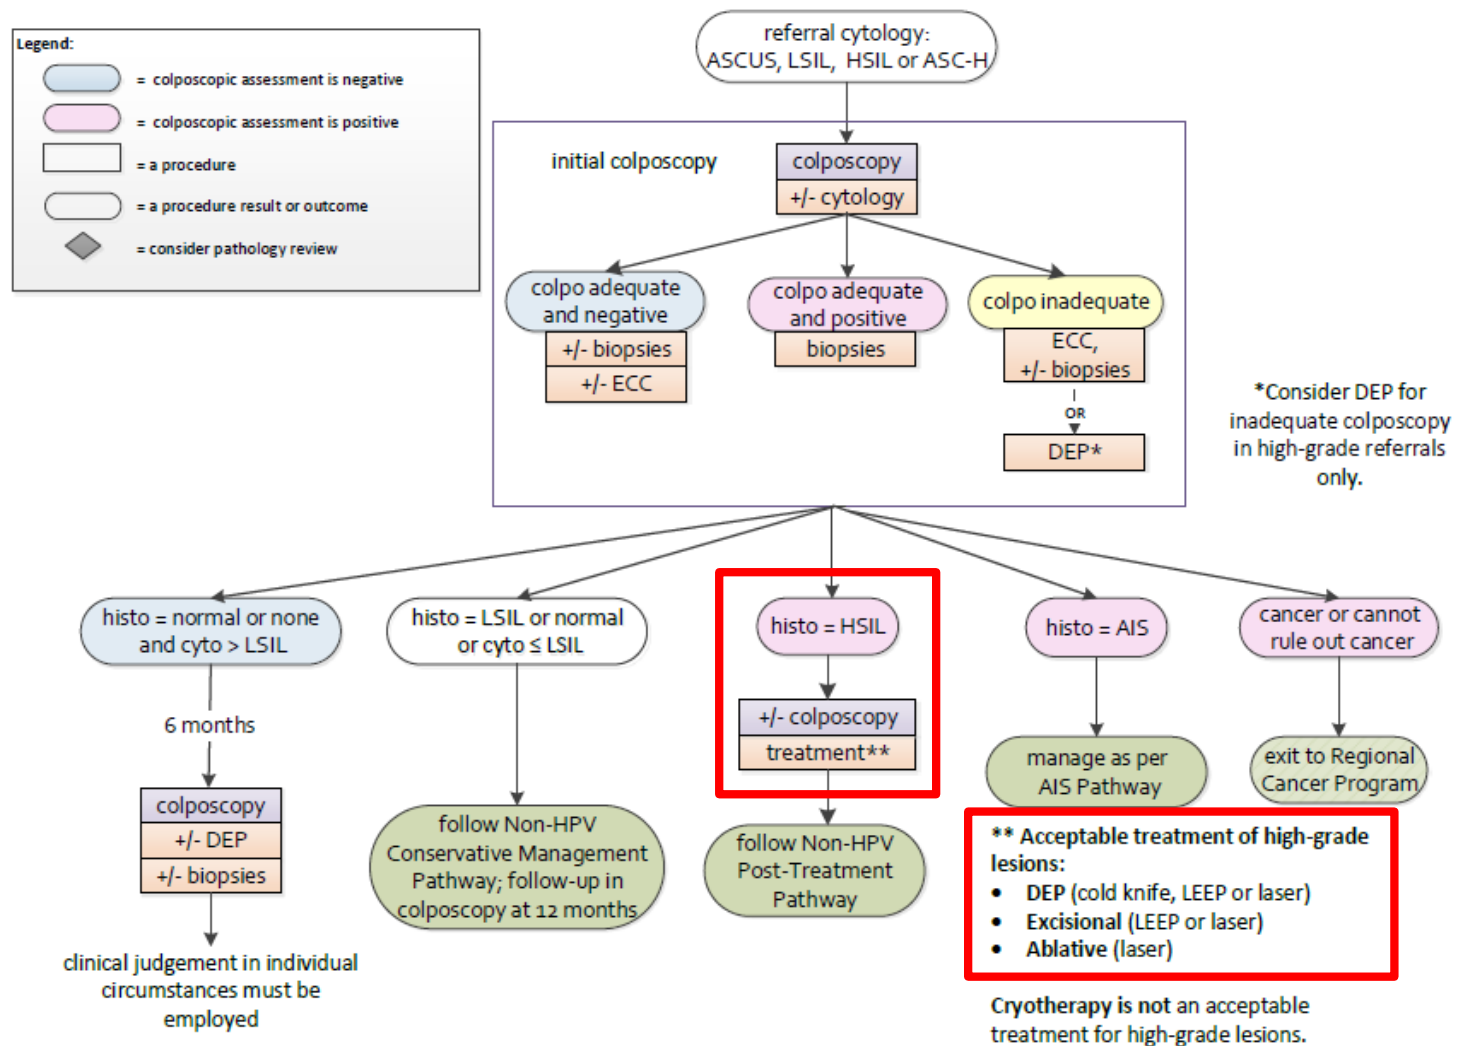 Legend:
= colposcopic assessment is negative
= colposcopic assessment is positive
= a procedure
= a procedure result or outcome
= consider pathology review
referral cytology:
ASCUS, LSIL, HSIL or ASC-H
initial colposcopy
colposcopy
+/- cytology
colpo adequate
and negative
+/- biopsies
+/- ECC
colpo adequate
and positive
biopsies
colpo inadequate
ECC,
+/- biopsies
OR
DEP*
*Consider DEP for
inadequate colposcopy
in high-grade referrals
only.
histo = normal or none
and cyto > LSIL
6 months
colposcopy
+/- DEP
+/- biopsies
clinical judgement in individual
circumstances must be
employed
histo = LSIL or normal
or cyto ≤ LSIL
follow Non-HPV
Conservative Management
Pathway; follow-up in
colposcopy at 12 months
histo = HSIL
+/- colposcopy
treatment**
follow Non-HPV
Post-Treatment
Pathway
histo = AIS
manage as per
AIS Pathway
cancer or cannot
rule out cancer
exit to Regional
Cancer Program
** Acceptable treatment of high-grade
lesions:
• DEP (cold knife, LEEP or laser)
• Excisional (LEEP or laser)
• Ablative (laser)
Cryotherapy is not an acceptable
treatment for high-grade lesions.